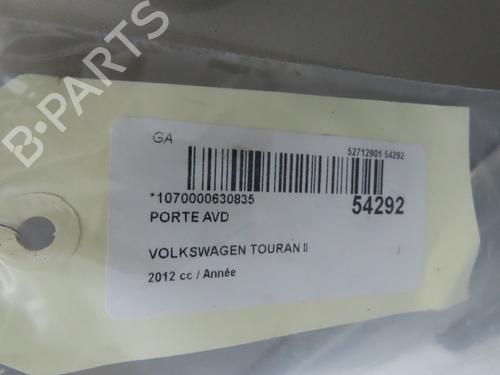 B-PARTS
GA
52712901 54292
*1070000630835
54292
PORTE AVD
VOLKSWAGEN TOURAN II
J
2012 cc / Année